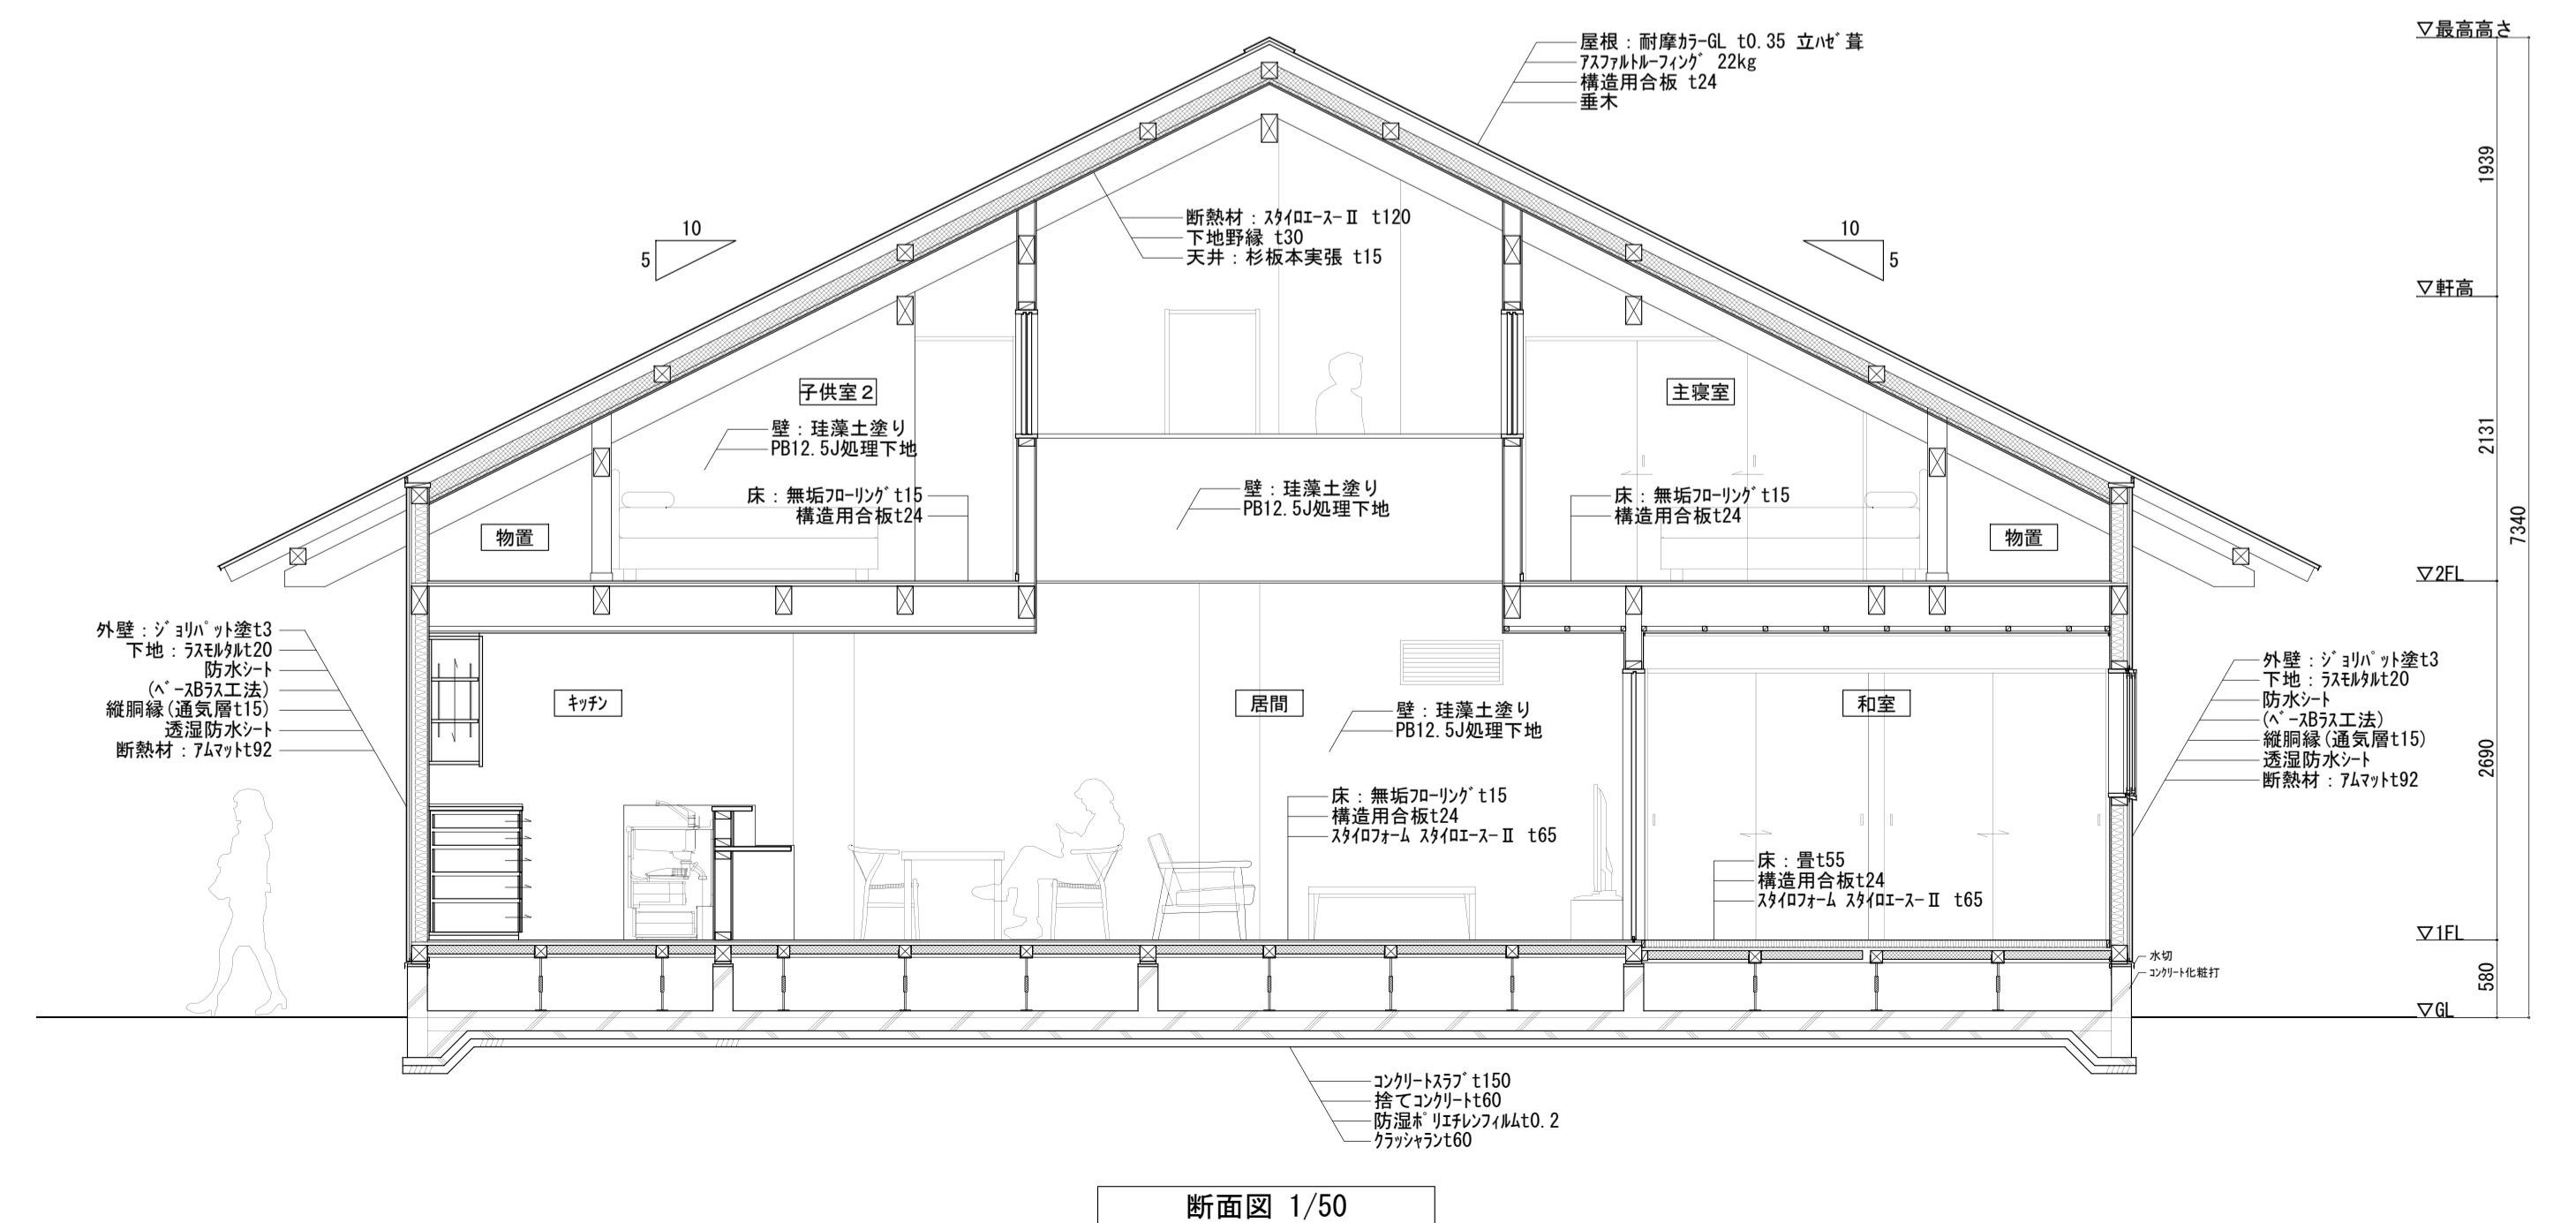 ▽最高高さ
屋根：耐摩ｶﾗｰGL t0.35 立ﾊｾﾞ葺
ｱｽﾌｧﾙﾄﾙｰﾌｨﾝｸﾞ 22kg
構造用合板 t24
垂木
1939
断熱材：ｽﾀｲﾛｴｰｽｰⅡ t120
下地野縁 t30
天井：杉板本実張 t15
10
5
10
5
▽軒高
子供室２
主寝室
壁：珪藻土塗り
PB12.5J処理下地
2131
床：無垢ﾌﾛｰﾘﾝｸﾞt15
構造用合板t24
壁：珪藻土塗り
PB12.5J処理下地
床：無垢ﾌﾛｰﾘﾝｸﾞt15
構造用合板t24
物置
物置
7340
▽2FL
外壁：ｼﾞｮﾘﾊﾟｯﾄ塗t3
下地：ﾗｽﾓﾙﾀﾙt20
防水ｼｰﾄ
(ﾍﾞｰｽBﾗｽ工法)
縦胴縁(通気層t15)
透湿防水ｼｰﾄ
断熱材：ｱﾑﾏｯﾄt92
ｷｯﾁﾝ
居間
壁：珪藻土塗り
PB12.5J処理下地
和室
外壁：ｼﾞｮﾘﾊﾟｯﾄ塗t3
下地：ﾗｽﾓﾙﾀﾙt20
防水ｼｰﾄ
(ﾍﾞｰｽBﾗｽ工法)
縦胴縁(通気層t15)
透湿防水ｼｰﾄ
断熱材：ｱﾑﾏｯﾄt92
2690
床：無垢ﾌﾛｰﾘﾝｸﾞt15
構造用合板t24
ｽﾀｲﾛﾌｫｰﾑ ｽﾀｲﾛｴｰｽｰⅡ t65
床：畳t55
構造用合板t24
ｽﾀｲﾛﾌｫｰﾑ ｽﾀｲﾛｴｰｽｰⅡ t65
▽1FL
水切
ｺﾝｸﾘｰﾄ化粧打
580
▽GL
ｺﾝｸﾘｰﾄｽﾗﾌﾞt150
捨てｺﾝｸﾘｰﾄt60
防湿ﾎﾟﾘｴﾁﾚﾝﾌｨﾙﾑt0.2
ｸﾗｯｼｬﾗﾝt60
断面図 1/50